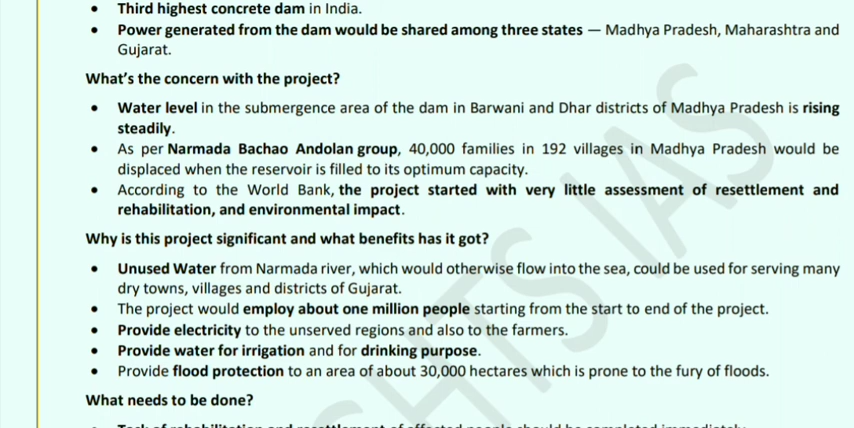 • Third highest concrete dam in India.
• Power generated from the dam would be shared among three states — Madhya Pradesh, Maharashtra and
Gujarat.
What's the concern with the project?
• Water level in the submergence area of the dam in Barwani and Dhar districts of Madhya Pradesh is rising
steadily.
• As per Narmada Bachao Andolan group, 40,000 families in 192 villages in Madhya Pradesh would be
displaced when the reservoir is filled to its optimum capacity.
• According to the World Bank, the project started with very little assessment of resettlement and
rehabilitation, and environmental impact.
Why is this project significant and what benefits has it got?
• Unused Water from Narmada river, which would otherwise flow into the sea, could be used for serving many
dry towns, villages and districts of Gujarat.
• The project would employ about one million people starting from the start to end of the project.
• Provide electricity to the unserved regions and also to the farmers.
• Provide water for irrigation and for drinking purpose.
• Provide flood protection to an area of about 30,000 hectares which is prone to the fury of floods.
What needs to be done?
HTS IAS